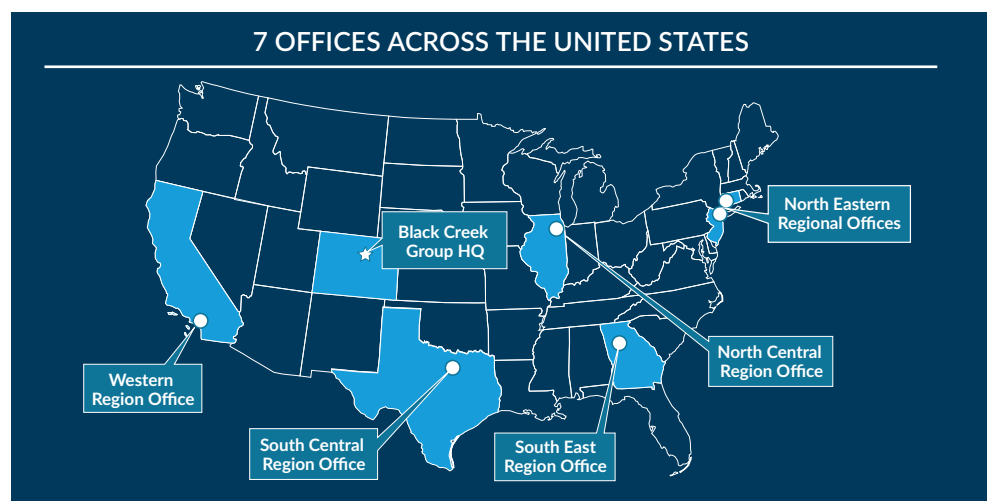 7 OFFICES ACROSS THE UNITED STATES
North Eastern
Regional Offices
Black Creek
Group HQ
North Central
Region Office
Western
Region Office
South Central
Region Office
South East
Region Office